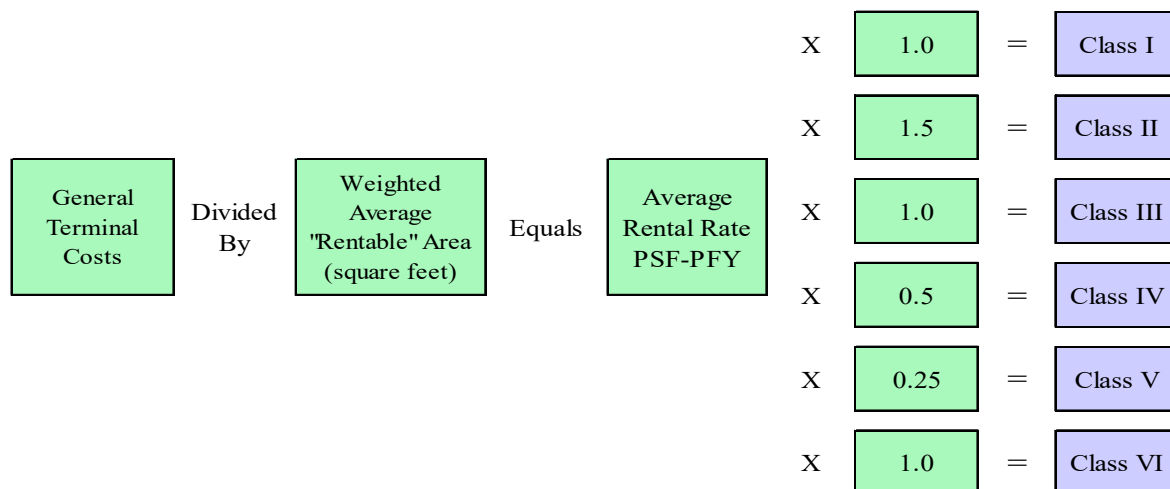 General
Terminal
Costs
Divided
By
Weighted
Average
"Rentable" Area
(square feet)
Equals
Average
Rental Rate
PSF-PFY
X 1.0 = Class I
X 1.5 = Class II
X 1.0 = Class III
X 0.5 = Class IV
X 0.25 = Class V
X 1.0 = Class VI